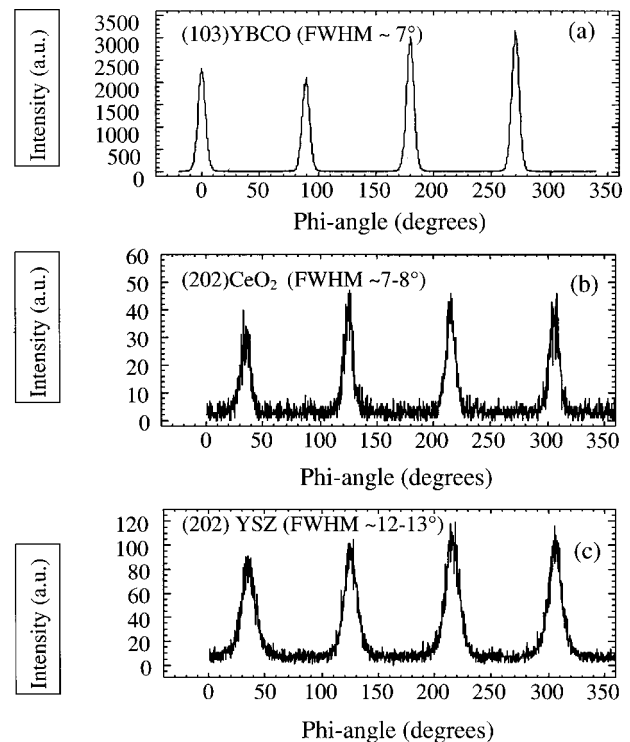 (103)YBCO (FWHM ~ 7°)
(a)
Intensity (a.u.)
3500
3000
2500
2000
1500
1000
500
0
0 50 100 150 200 250 300 350
Phi-angle (degrees)
(202)CeO₂ (FWHM ~7-8°)
(b)
Intensity (a.u.)
60
50
40
30
20
10
0
0 50 100 150 200 250 300 350
Phi-angle (degrees)
(202) YSZ (FWHM ~12-13°)
(c)
Intensity (a.u.)
120
100
80
60
40
20
0
0 50 100 150 200 250 300 350
Phi-angle (degrees)